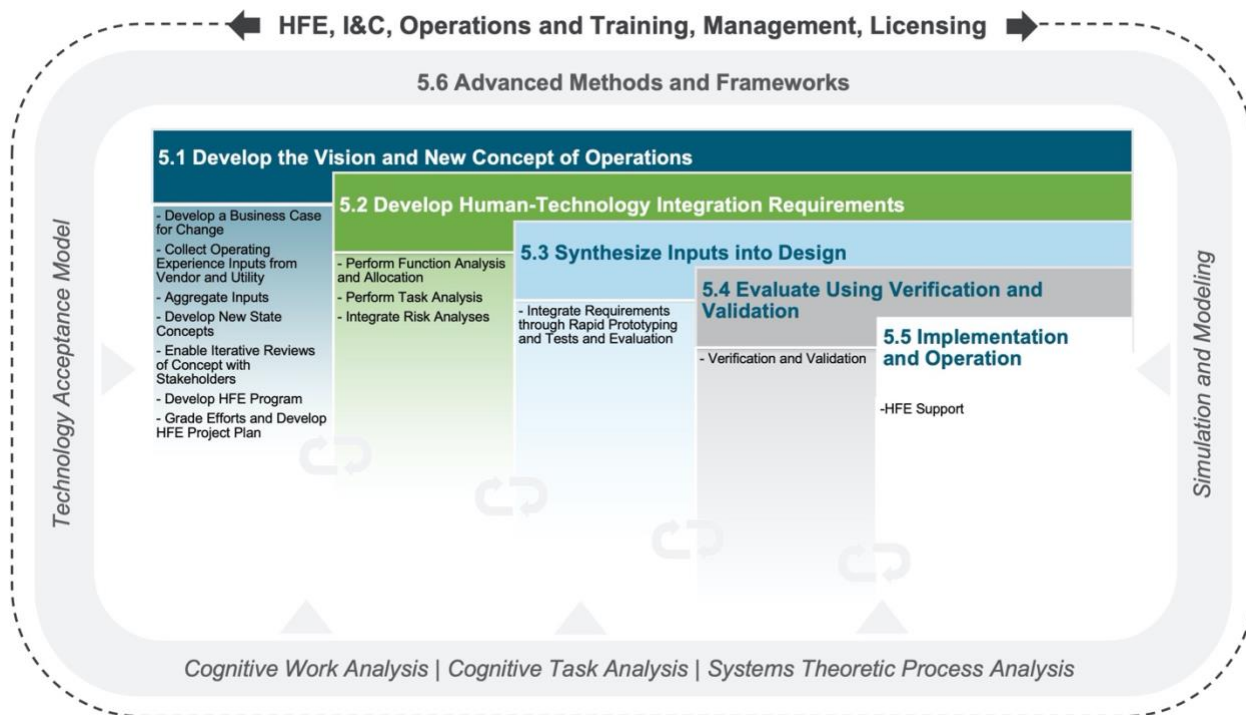 HFE, I&C, Operations and Training, Management, Licensing
5.6 Advanced Methods and Frameworks
Technology Acceptance Model
5.1 Develop the Vision and New Concept of Operations
- Develop a Business Case
for Change
- Collect Operating
Experience Inputs from
Vendor and Utility
- Aggregate Inputs
- Develop New State
Concepts
- Enable Iterative Reviews
of Concept with
Stakeholders
- Develop HFE Program
- Grade Efforts and Develop
HFE Project Plan
5.2 Develop Human-Technology Integration Requirements
- Perform Function Analysis
and Allocation
- Perform Task Analysis
- Integrate Risk Analyses
5.3 Synthesize Inputs into Design
- Integrate Requirements
through Rapid Prototyping
and Tests and Evaluation
5.4 Evaluate Using Verification and
Validation
- Verification and Validation
5.5 Implementation
and Operation
-HFE Support
Simulation and Modeling
Cognitive Work Analysis | Cognitive Task Analysis | Systems Theoretic Process Analysis